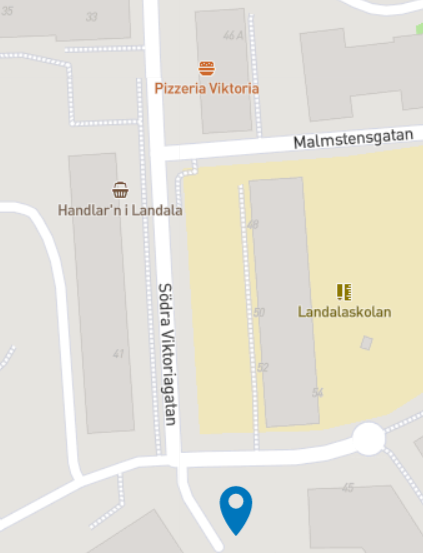 35
33
46 A
Pizzeria Viktoria
Malmstensgatan
Handlar'n i Landala
48
Södra Viktoriagatan
50
Landalaskolan
41
52
54
45